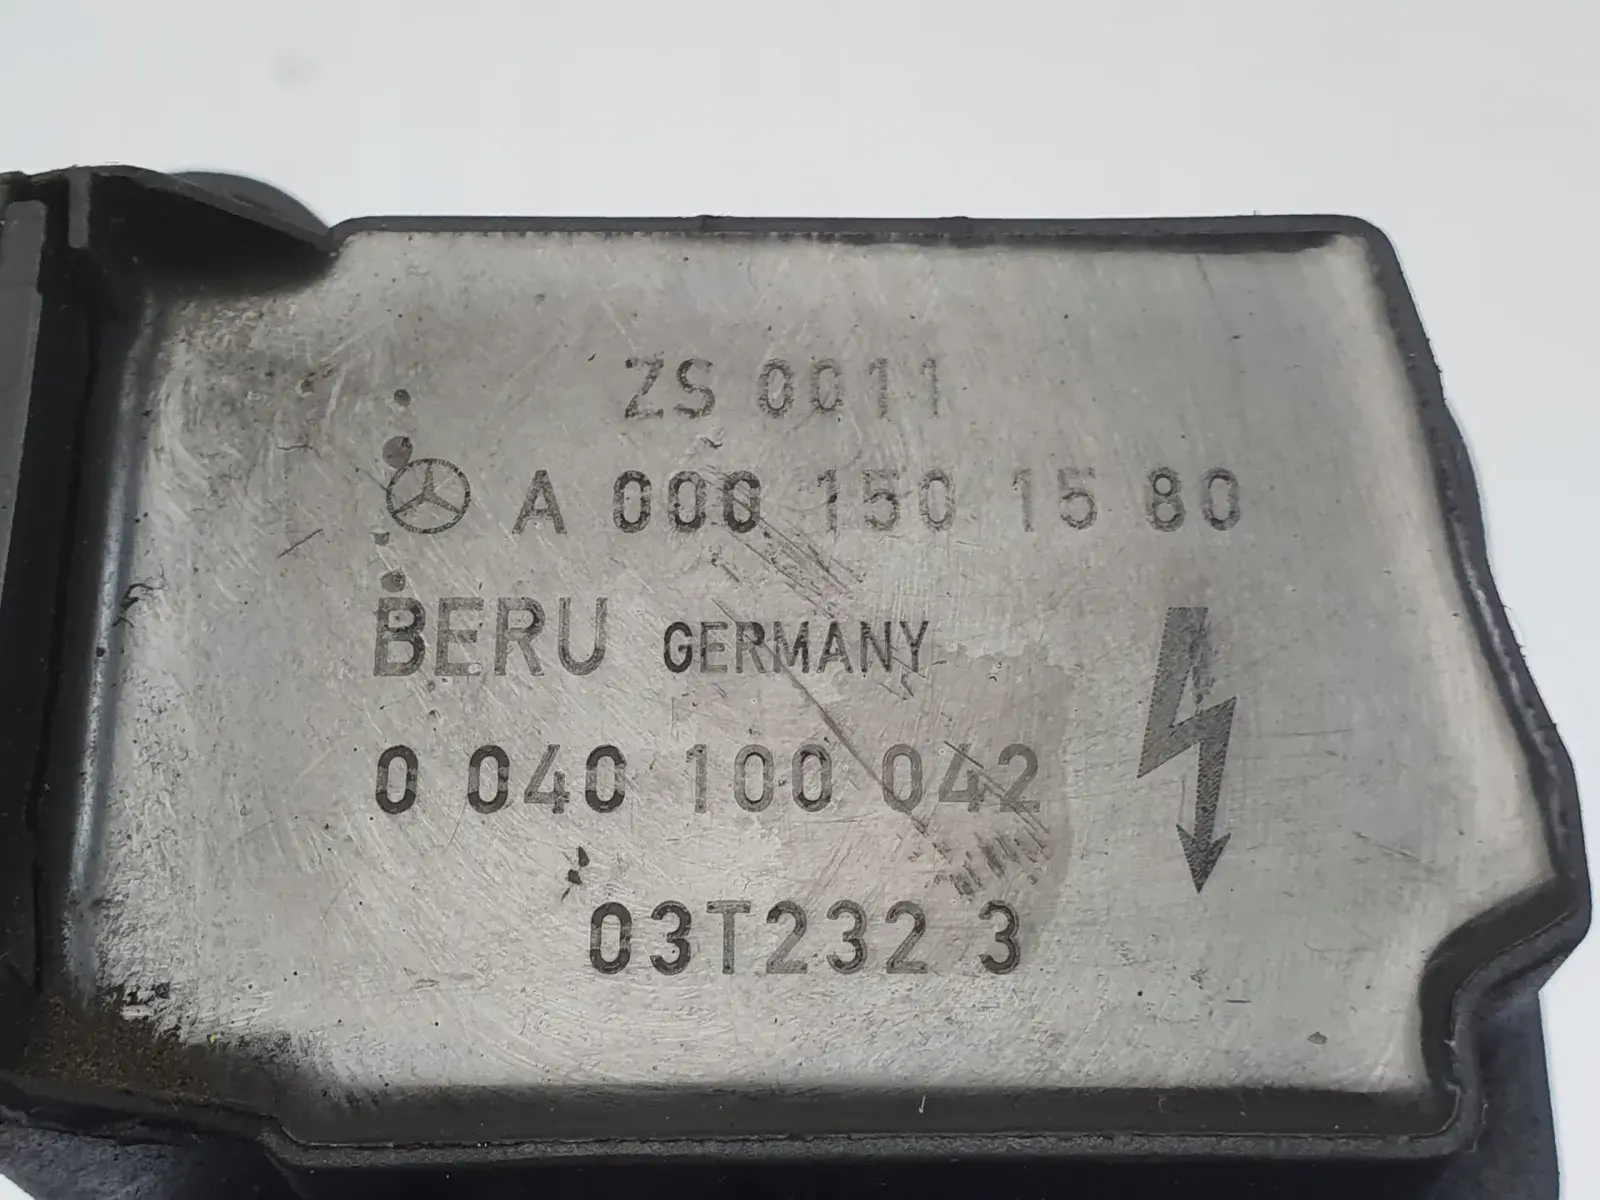 ZS 0011
A 000 150 15 80
BERU GERMANY
0 040 100 042
03T232 3